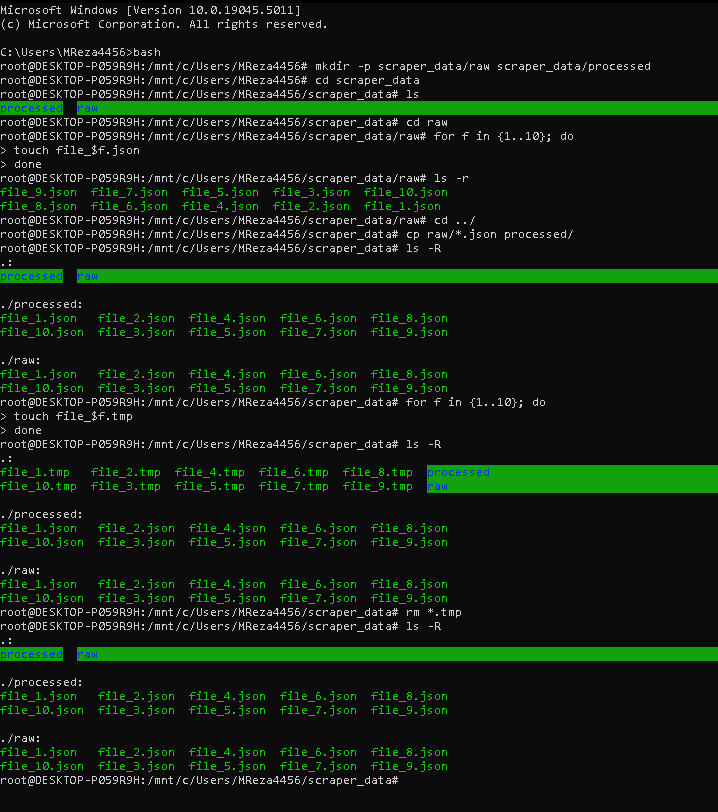 Microsoft Windows [Version 10.0.19045.5011]
(c) Microsoft Corporation. All rights reserved.
C:\Users\MReza4456>bash
root@DESKTOP-P059R9H:/mnt/c/Users/MReza4456# mkdir -p scraper_data/raw scraper_data/processed
root@DESKTOP-P059R9H:/mnt/c/Users/MReza4456# cd scraper_data
root@DESKTOP-P059R9H:/mnt/c/Users/MReza4456/scraper_data# ls
processed  raw
root@DESKTOP-P059R9H:/mnt/c/Users/MReza4456/scraper_data# cd raw
root@DESKTOP-P059R9H:/mnt/c/Users/MReza4456/scraper_data/raw# for f in {1..10}; do
> touch file_$f.json
> done
root@DESKTOP-P059R9H:/mnt/c/Users/MReza4456/scraper_data/raw# ls -r
file_9.json  file_7.json  file_5.json  file_3.json  file_10.json
file_8.json  file_6.json  file_4.json  file_2.json  file_1.json
root@DESKTOP-P059R9H:/mnt/c/Users/MReza4456/scraper_data/raw# cd ../
root@DESKTOP-P059R9H:/mnt/c/Users/MReza4456/scraper_data# cp raw/*.json processed/
root@DESKTOP-P059R9H:/mnt/c/Users/MReza4456/scraper_data# ls -R
.:
processed  raw
./processed:
file_1.json   file_2.json  file_4.json  file_6.json  file_8.json
file_10.json  file_3.json  file_5.json  file_7.json  file_9.json
./raw:
file_1.json   file_2.json  file_4.json  file_6.json  file_8.json
file_10.json  file_3.json  file_5.json  file_7.json  file_9.json
root@DESKTOP-P059R9H:/mnt/c/Users/MReza4456/scraper_data# for f in {1..10}; do
> touch file_$f.tmp
> done
root@DESKTOP-P059R9H:/mnt/c/Users/MReza4456/scraper_data# ls -R
.:
file_1.tmp   file_2.tmp  file_4.tmp  file_6.tmp  file_8.tmp  processed
file_10.tmp  file_3.tmp  file_5.tmp  file_7.tmp  file_9.tmp  raw
./processed:
file_1.json   file_2.json  file_4.json  file_6.json  file_8.json
file_10.json  file_3.json  file_5.json  file_7.json  file_9.json
./raw:
file_1.json   file_2.json  file_4.json  file_6.json  file_8.json
file_10.json  file_3.json  file_5.json  file_7.json  file_9.json
root@DESKTOP-P059R9H:/mnt/c/Users/MReza4456/scraper_data# rm *.tmp
root@DESKTOP-P059R9H:/mnt/c/Users/MReza4456/scraper_data# ls -R
.:
processed  raw
./processed:
file_1.json   file_2.json  file_4.json  file_6.json  file_8.json
file_10.json  file_3.json  file_5.json  file_7.json  file_9.json
./raw:
file_1.json   file_2.json  file_4.json  file_6.json  file_8.json
file_10.json  file_3.json  file_5.json  file_7.json  file_9.json
root@DESKTOP-P059R9H:/mnt/c/Users/MReza4456/scraper_data#